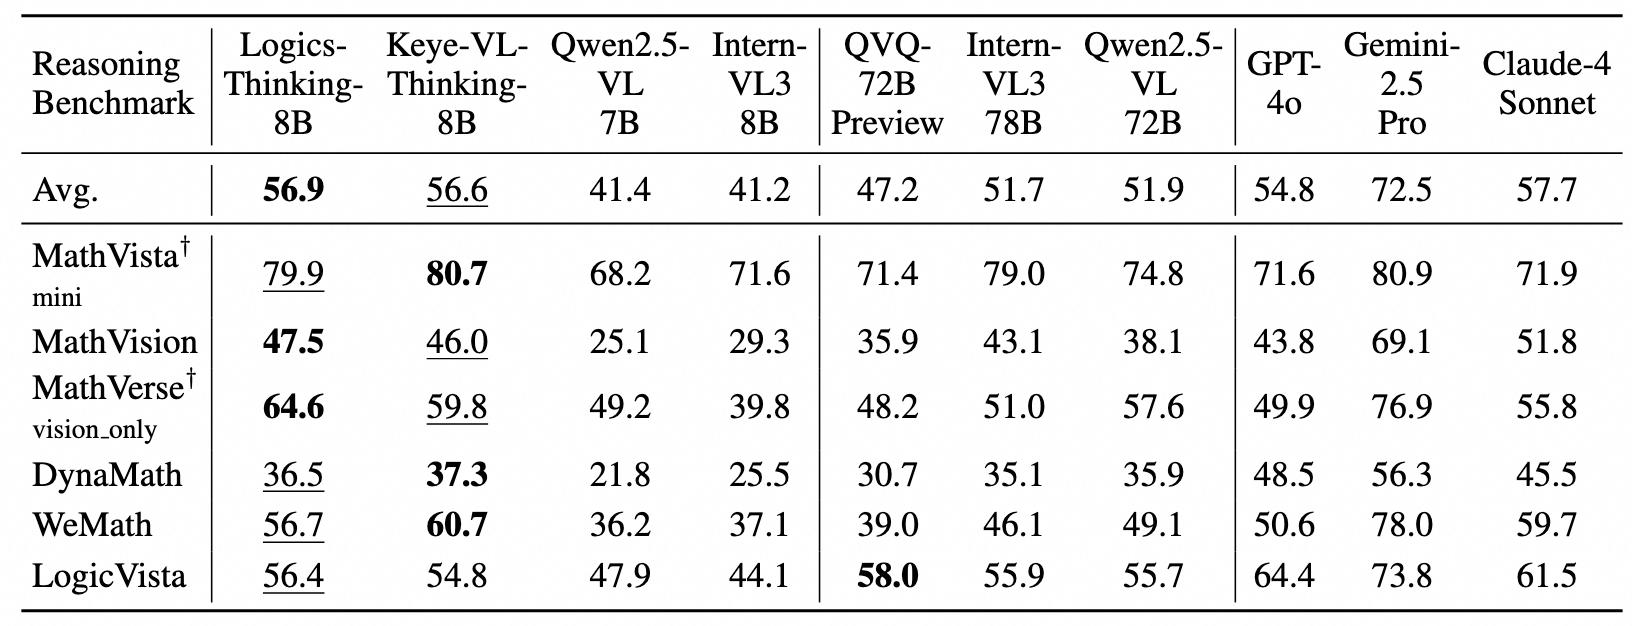 Reasoning Benchmark | Logics-Thinking-8B | Keye-VL-Thinking-8B | Qwen2.5-VL 7B | Intern-VL3 8B | QVQ-72B Preview | Intern-VL3 78B | Qwen2.5-VL 72B | GPT-4o | Gemini-2.5 Pro | Claude-4 Sonnet
Avg. | 56.9 | 56.6 | 41.4 | 41.2 | 47.2 | 51.7 | 51.9 | 54.8 | 72.5 | 57.7
MathVista† mini | 79.9 | 80.7 | 68.2 | 71.6 | 71.4 | 79.0 | 74.8 | 71.6 | 80.9 | 71.9
MathVision | 47.5 | 46.0 | 25.1 | 29.3 | 35.9 | 43.1 | 38.1 | 43.8 | 69.1 | 51.8
MathVerse† vision_only | 64.6 | 59.8 | 49.2 | 39.8 | 48.2 | 51.0 | 57.6 | 49.9 | 76.9 | 55.8
DynaMath | 36.5 | 37.3 | 21.8 | 25.5 | 30.7 | 35.1 | 35.9 | 48.5 | 56.3 | 45.5
WeMath | 56.7 | 60.7 | 36.2 | 37.1 | 39.0 | 46.1 | 49.1 | 50.6 | 78.0 | 59.7
LogicVista | 56.4 | 54.8 | 47.9 | 44.1 | 58.0 | 55.9 | 55.7 | 64.4 | 73.8 | 61.5